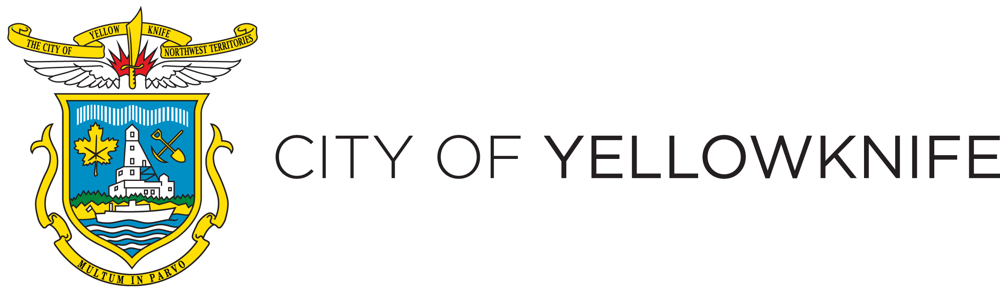 YELLOW KNIFE
THE CITY OF
NORTHWEST TERRITORIES
CITY OF YELLOWKNIFE
MULTUM IN PARVO